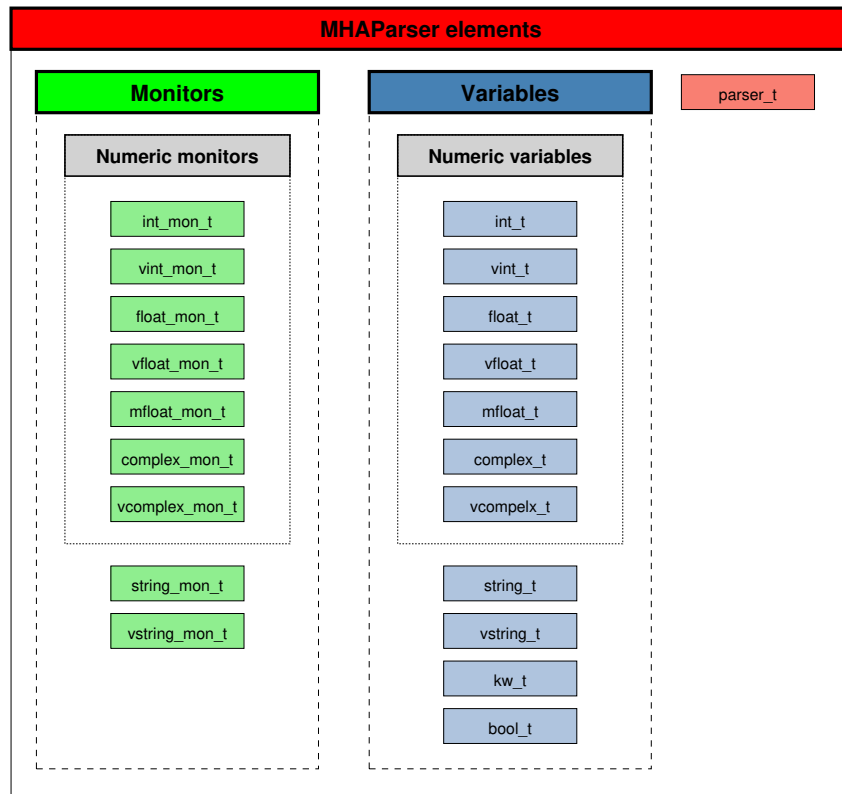 MHAParser elements
Monitors
Numeric monitors
int_mon_t
vint_mon_t
float_mon_t
vfloat_mon_t
mfloat_mon_t
complex_mon_t
vcomplex_mon_t
string_mon_t
vstring_mon_t
Variables
Numeric variables
int_t
vint_t
float_t
vfloat_t
mfloat_t
complex_t
vcompelx_t
string_t
vstring_t
kw_t
bool_t
parser_t